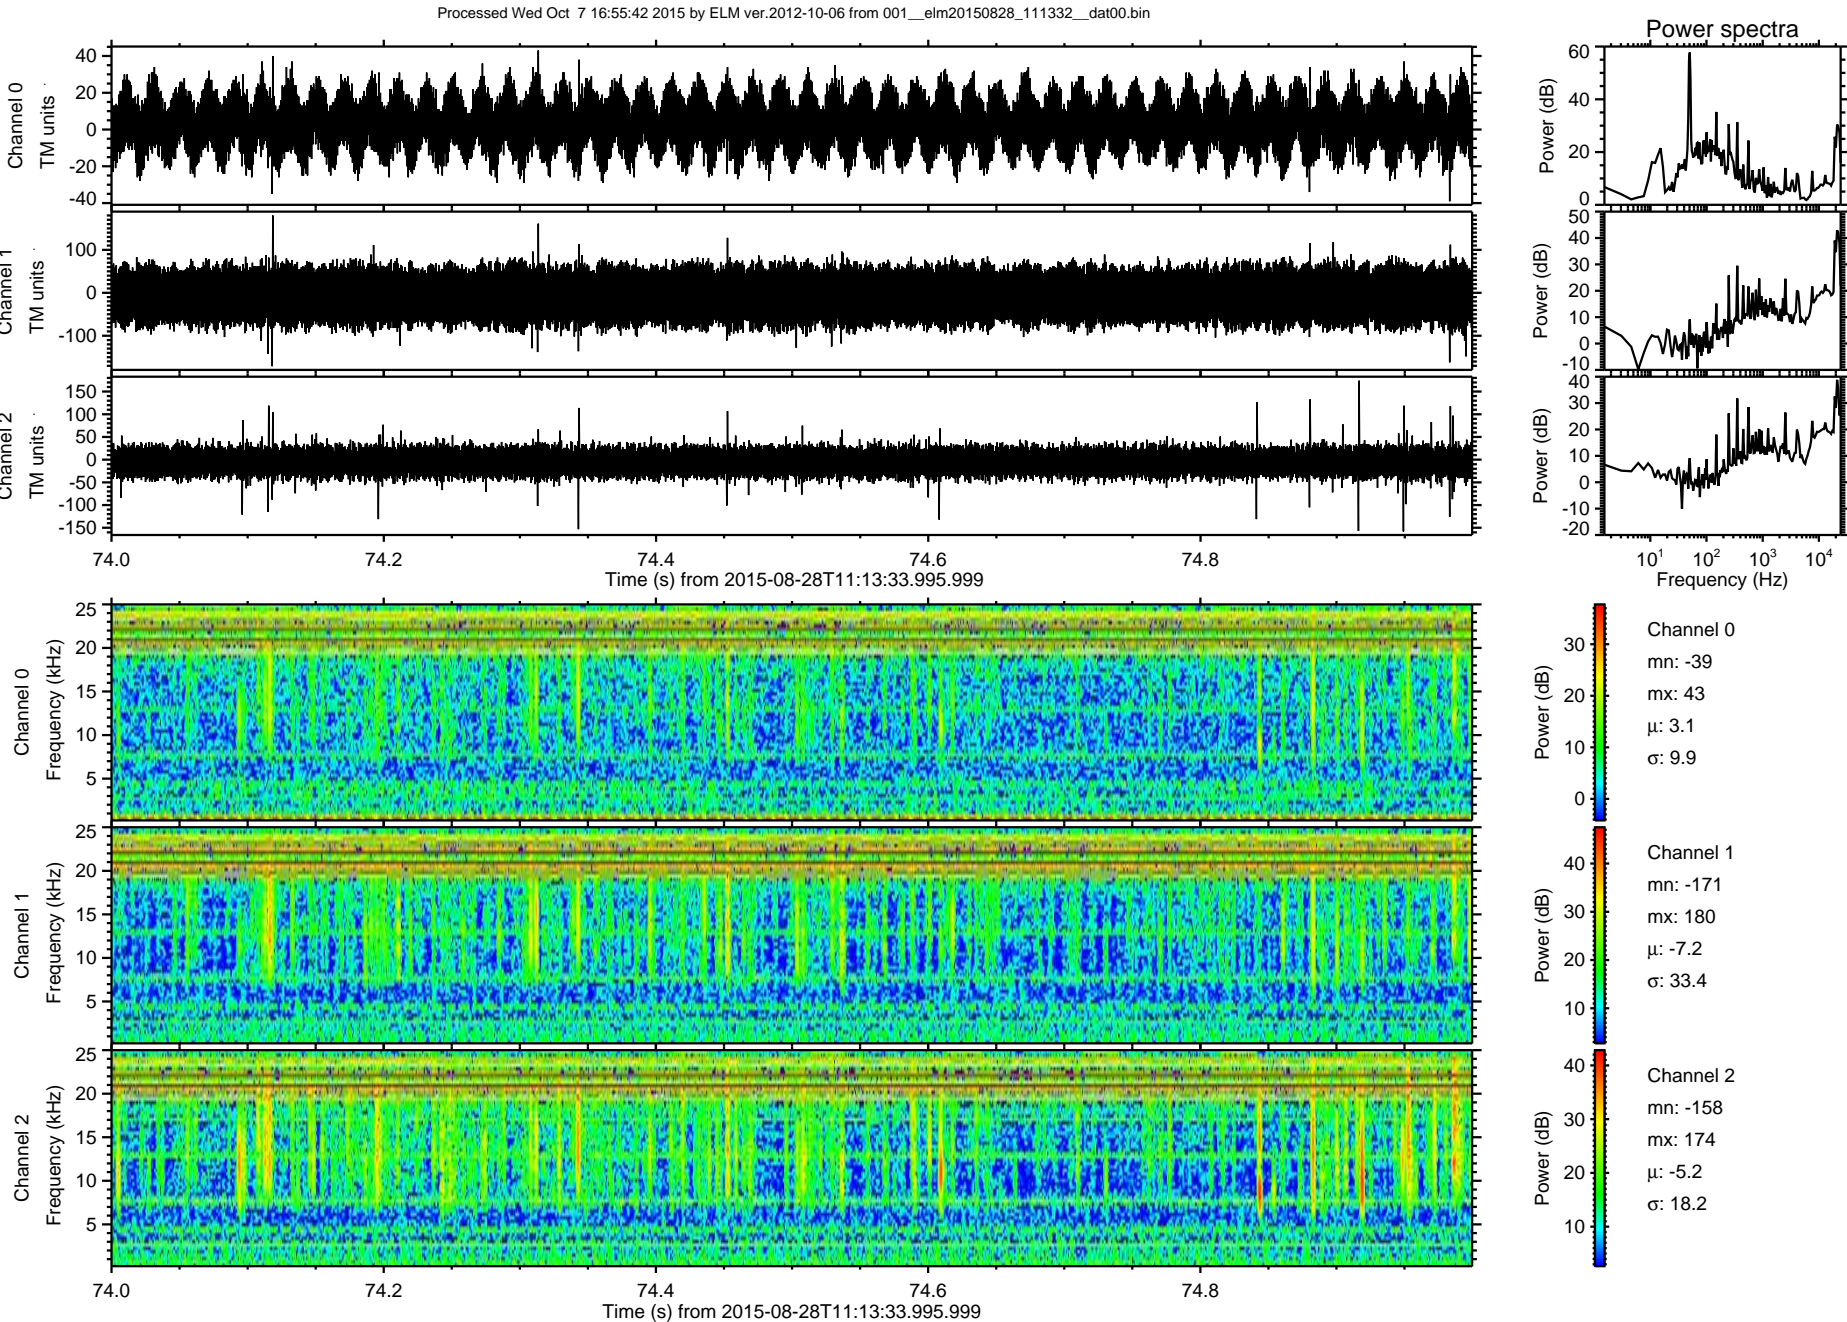 Processed Wed Oct  7 16:55:42 2015 by ELM ver.2012-10-06 from 001__elm20150828_111332__dat00.bin
Power spectra
Channel 0
TM units
40
20
0
-20
-40
Power (dB)
60
40
20
0
Channel 1
TM units
100
0
-100
Power (dB)
50
40
30
20
10
0
-10
Channel 2
TM units
150
100
50
0
-50
-100
-150
Power (dB)
40
30
20
10
0
-10
-20
74.0
74.2
74.4
74.6
74.8
Time (s) from 2015-08-28T11:13:33.995.999
10^1
10^2
10^3
10^4
Frequency (Hz)
Channel 0
Frequency (kHz)
25
20
15
10
5
Power (dB)
30
20
10
0
Channel 0
mn: -39
mx: 43
μ: 3.1
σ: 9.9
Channel 1
Frequency (kHz)
25
20
15
10
5
Power (dB)
40
30
20
10
Channel 1
mn: -171
mx: 180
μ: -7.2
σ: 33.4
Channel 2
Frequency (kHz)
25
20
15
10
5
Power (dB)
40
30
20
10
Channel 2
mn: -158
mx: 174
μ: -5.2
σ: 18.2
74.0
74.2
74.4
74.6
74.8
Time (s) from 2015-08-28T11:13:33.995.999